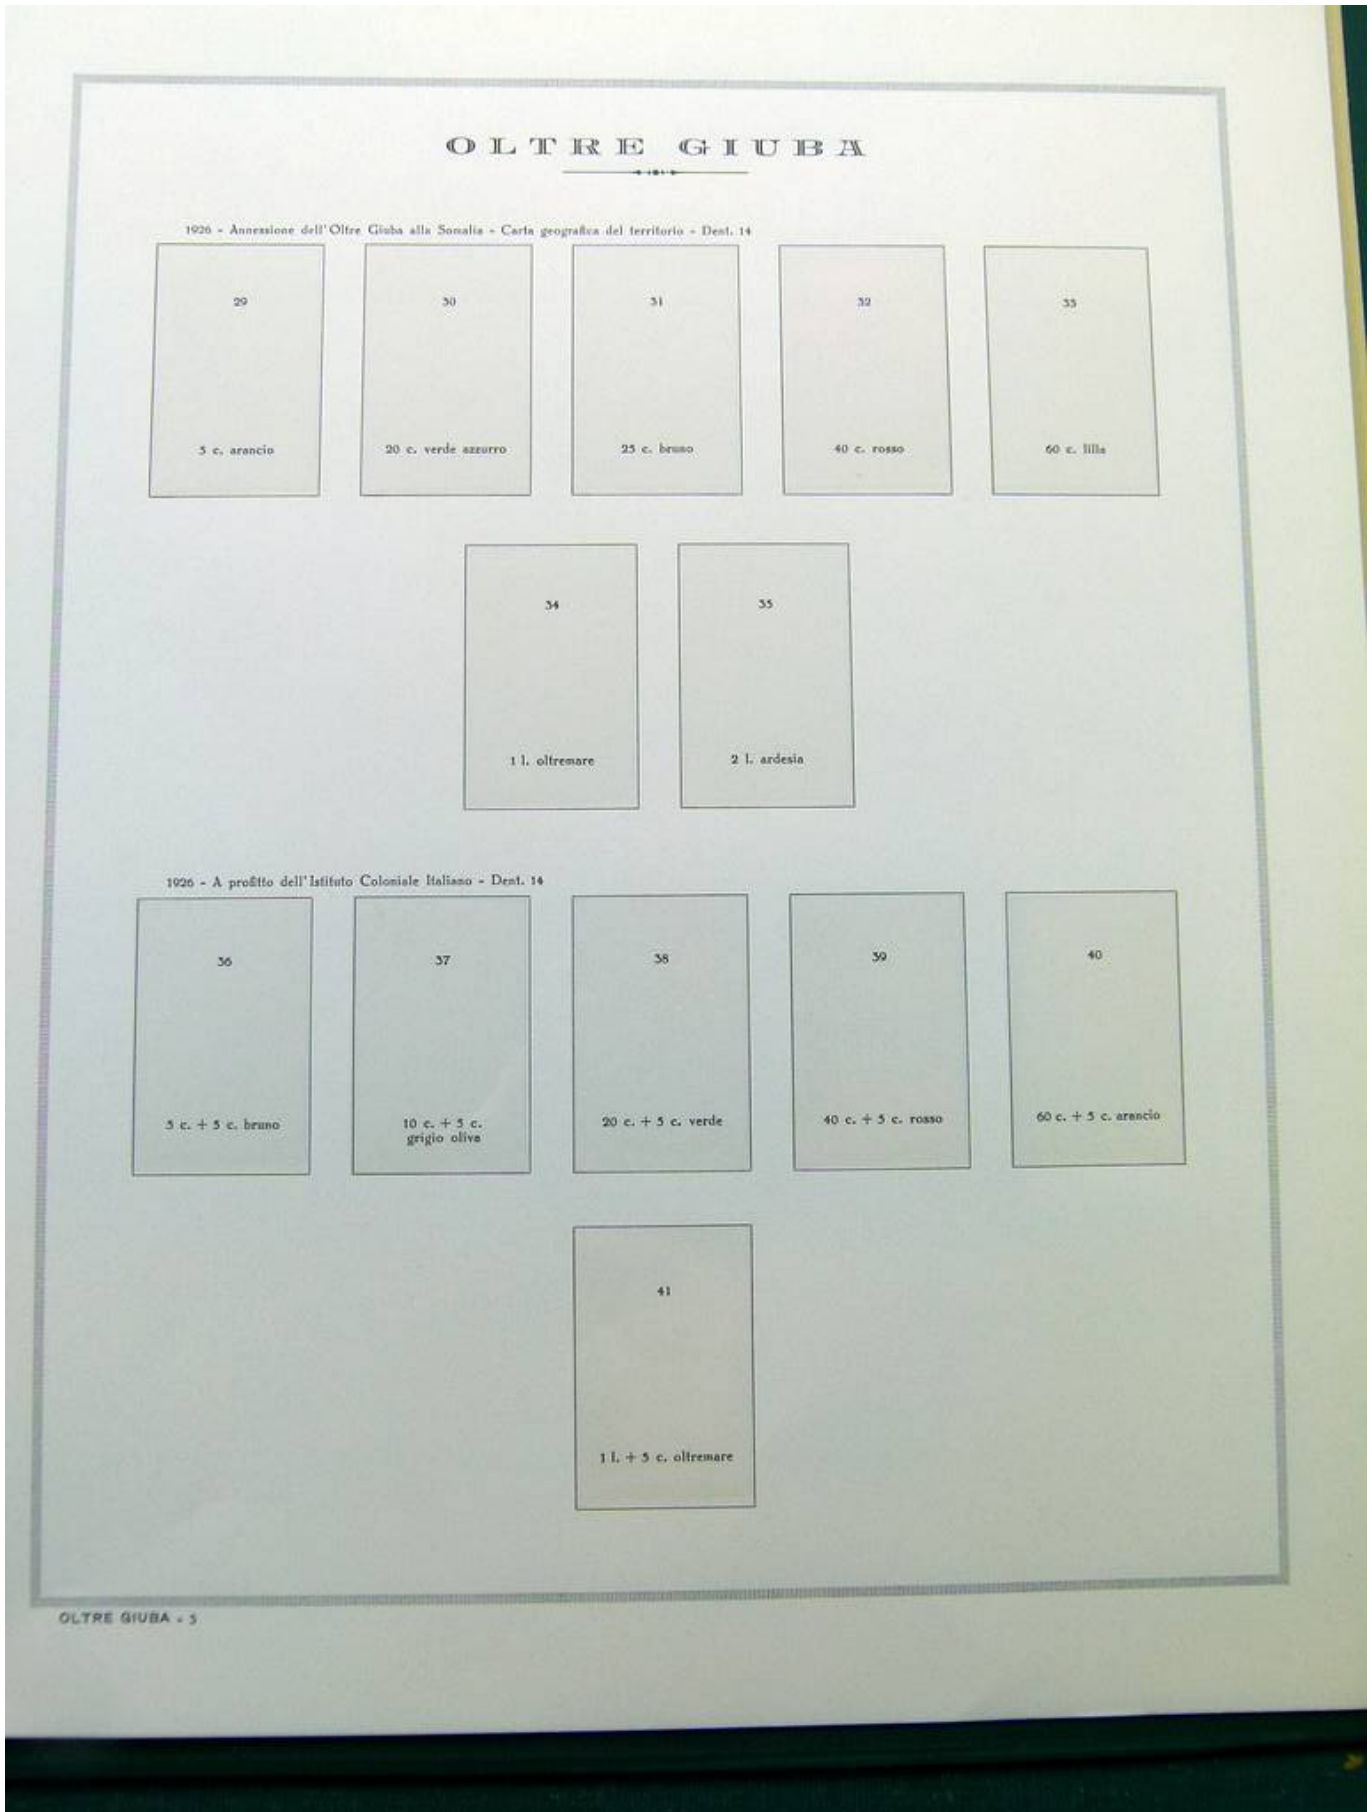 OLTRE GIUBA
1926 - Annessione dell'Oltre Giuba alla Somalia - Carta geografica del territorio - Dent. 14
29
30
31
32
33
5 c. arancio
20 c. verde azzurro
25 c. bruno
40 c. rosso
60 c. lilla
34
35
1 l. oltremare
2 l. ardesia
1926 - A profitto dell'Istituto Coloniale Italiano - Dent. 14
36
37
38
39
40
5 c. + 5 c. bruno
10 c. + 5 c.
grigio oliva
20 c. + 5 c. verde
40 c. + 5 c. rosso
60 c. + 5 c. arancio
41
1 l. + 5 c. oltremare
OLTRE GIUBA - 3